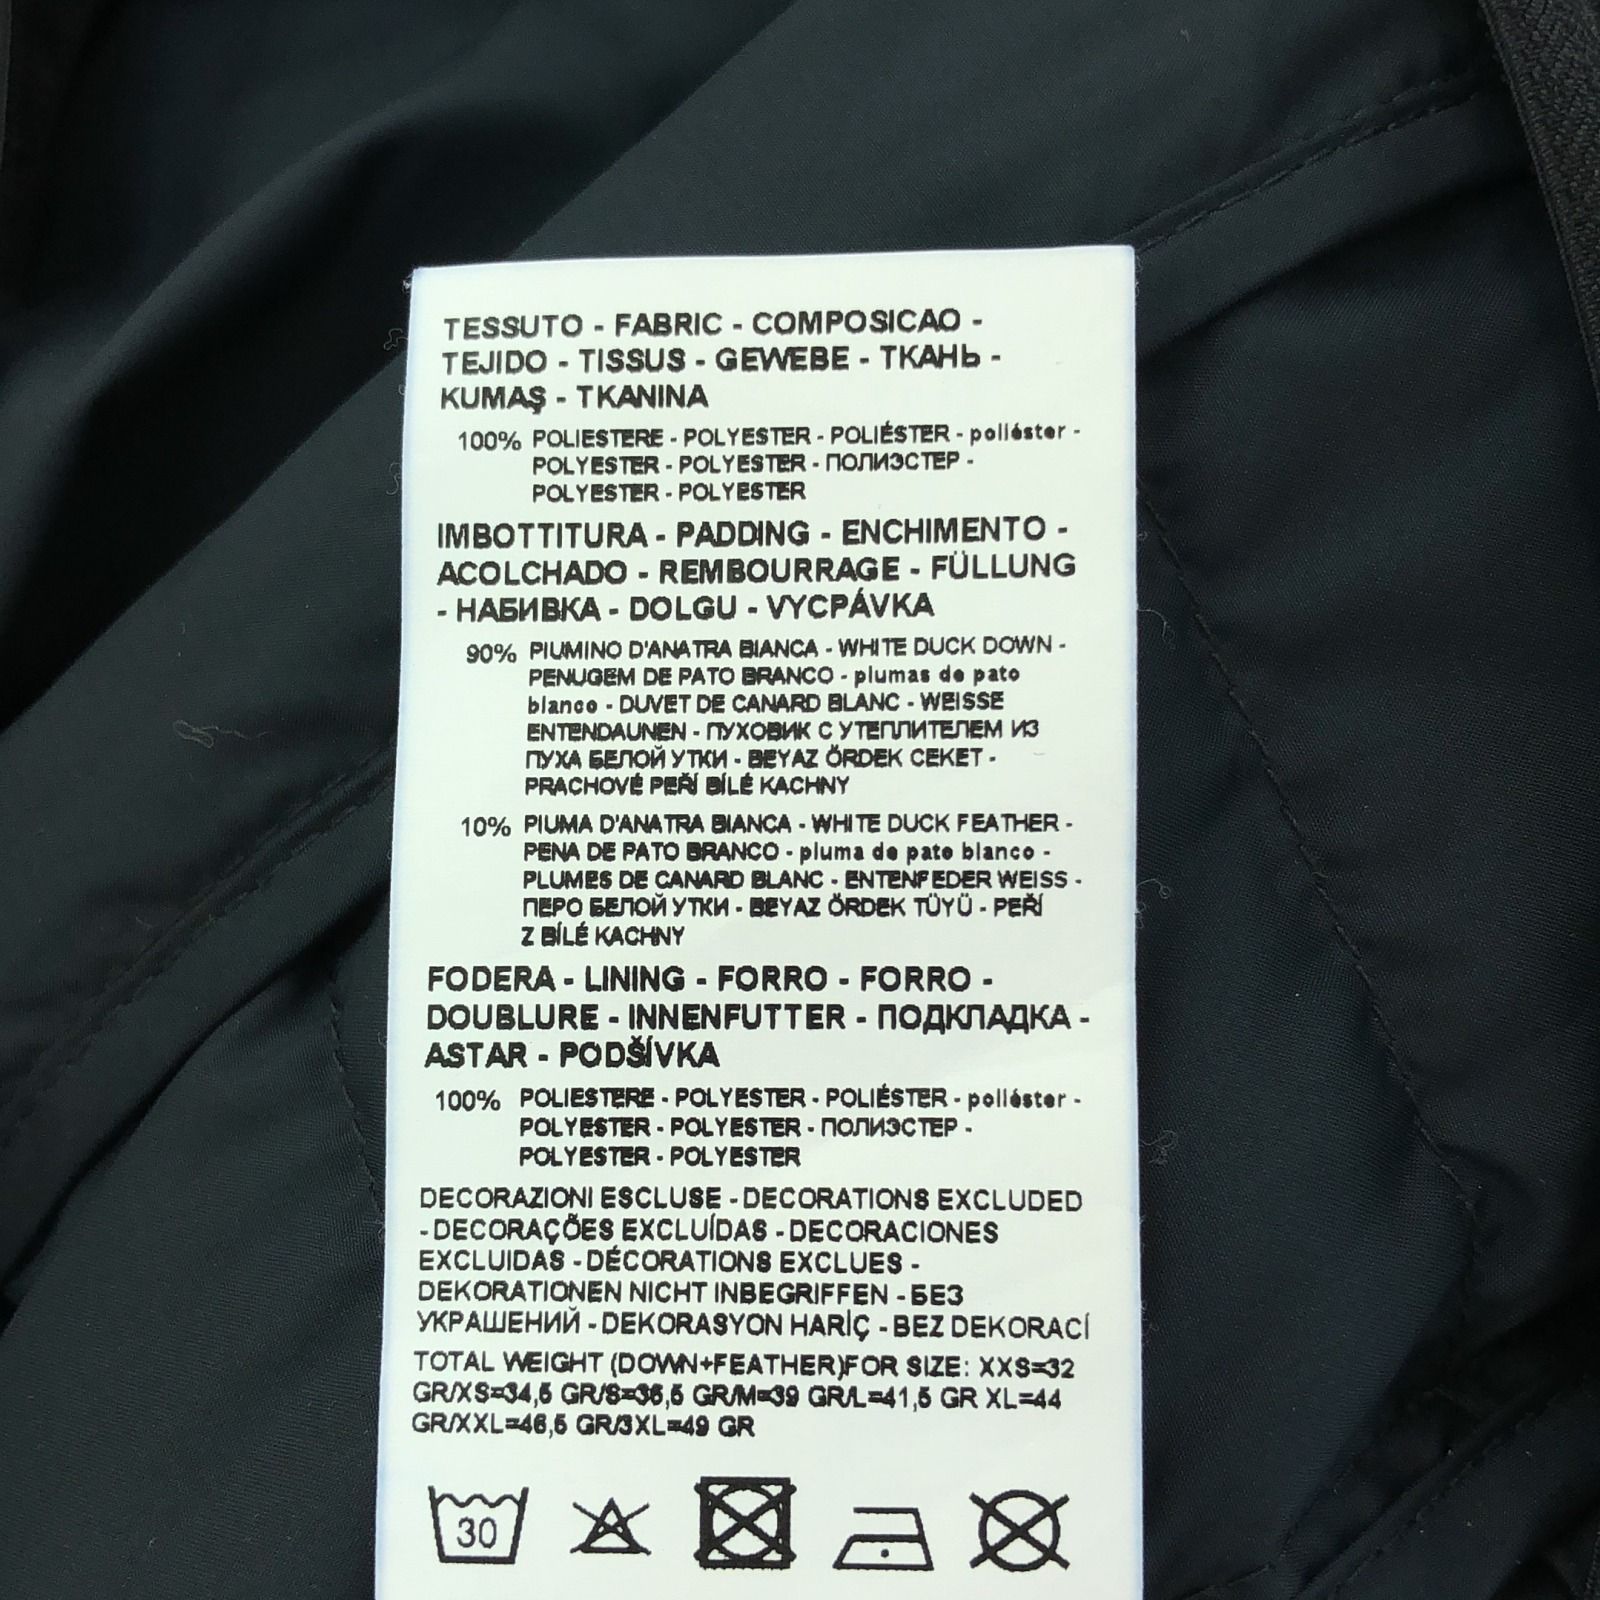 TESSUTO - FABRIC - COMPOSICAO -
TEJIDO - TISSUS - GEWEBE - ТКАНЬ -
KUMAŞ - TKANINA
100% POLIESTERE - POLYESTER - POLIÉSTER - poliéster -
POLYESTER - POLYESTER - ПОЛИЭСТЕР -
POLYESTER - POLYESTER
IMBOTTITURA - PADDING - ENCHIMENTO -
ACOLCHADO - REMBOURRAGE - FÜLLUNG
- НАБИВКА - DOLGU - VYCPÁVKA
90% PIUMINO D'ANATRA BIANCA - WHITE DUCK DOWN -
PENUGEM DE PATO BRANCO - plumas de pato
blanco - DUVET DE CANARD BLANC - WEISSE
ENTENDAUNEN - ПУХОВИК С УТЕПЛИТЕЛЕМ ИЗ
ПУХА БЕЛОЙ УТКИ - BEYAZ ÖRDEK CEKET -
PRACHOVÉ PEŘÍ BÍLÉ KACHNY
10% PIUMA D'ANATRA BIANCA - WHITE DUCK FEATHER -
PENA DE PATO BRANCO - pluma de pato blanco -
PLUMES DE CANARD BLANC - ENTENFEDER WEISS -
ПЕРО БЕЛОЙ УТКИ - BEYAZ ÖRDEK TÜYÜ - PEŘÍ
Z BÍLÉ KACHNY
FODERA - LINING - FORRO - FORRO -
DOUBLURE - INNENFUTTER - ПОДКЛАДКА -
ASTAR - PODŠÍVKA
100% POLIESTERE - POLYESTER - POLIÉSTER - poliéster -
POLYESTER - POLYESTER - ПОЛИЭСТЕР -
POLYESTER - POLYESTER
DECORAZIONI ESCLUSE - DECORATIONS EXCLUDED
- DECORAÇÕES EXCLUÍDAS - DECORACIONES
EXCLUIDAS - DÉCORATIONS EXCLUES -
DEKORATIONEN NICHT INBEGRIFFEN - БЕЗ
УКРАШЕНИЙ - DEKORASYON HARİÇ - BEZ DEKORACÍ
TOTAL WEIGHT (DOWN+FEATHER)FOR SIZE: XXS=32
GR/XS=34,5 GR/S=36,5 GR/M=39 GR/L=41,5 GR XL=44
GR/XXL=46,5 GR/3XL=49 GR
30